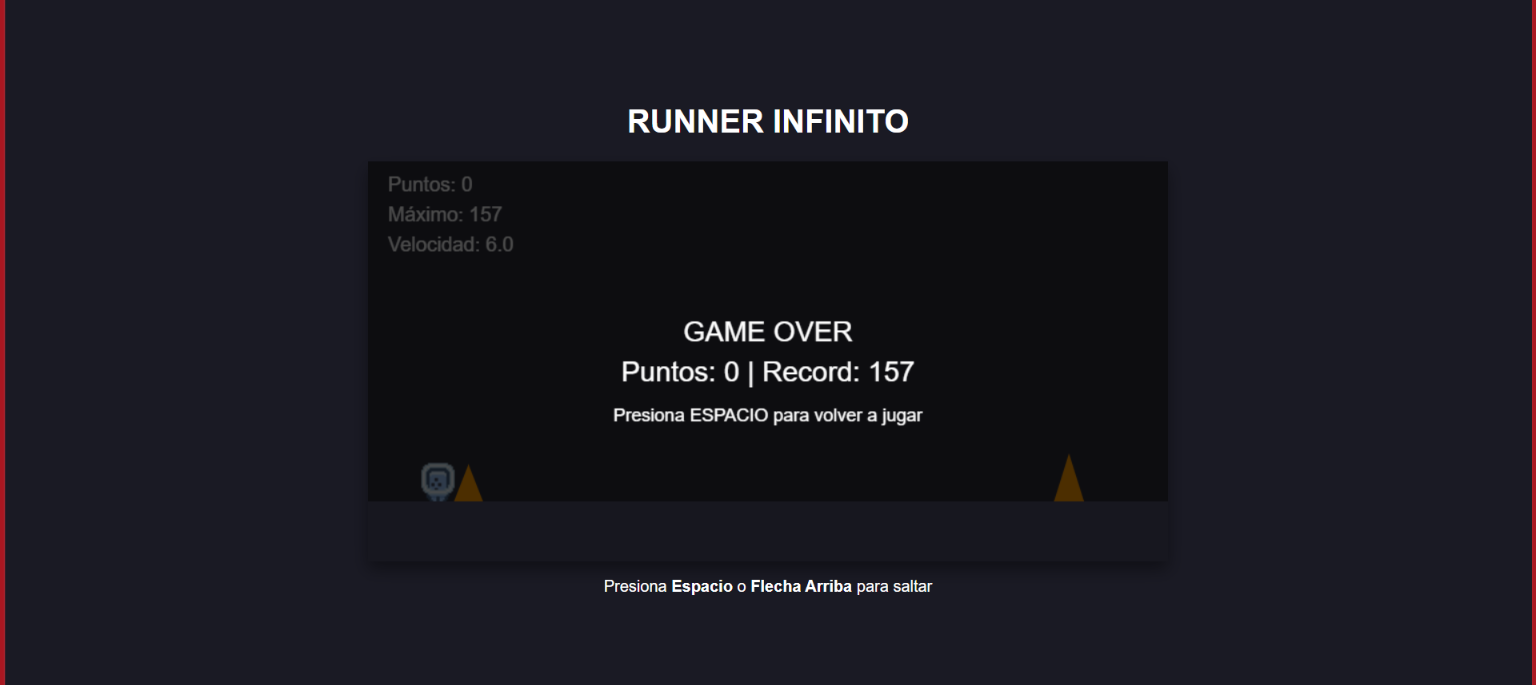 RUNNER INFINITO
Puntos: 0
Máximo: 157
Velocidad: 6.0
GAME OVER
Puntos: 0 | Record: 157
Presiona ESPACIO para volver a jugar
Presiona Espacio o Flecha Arriba para saltar